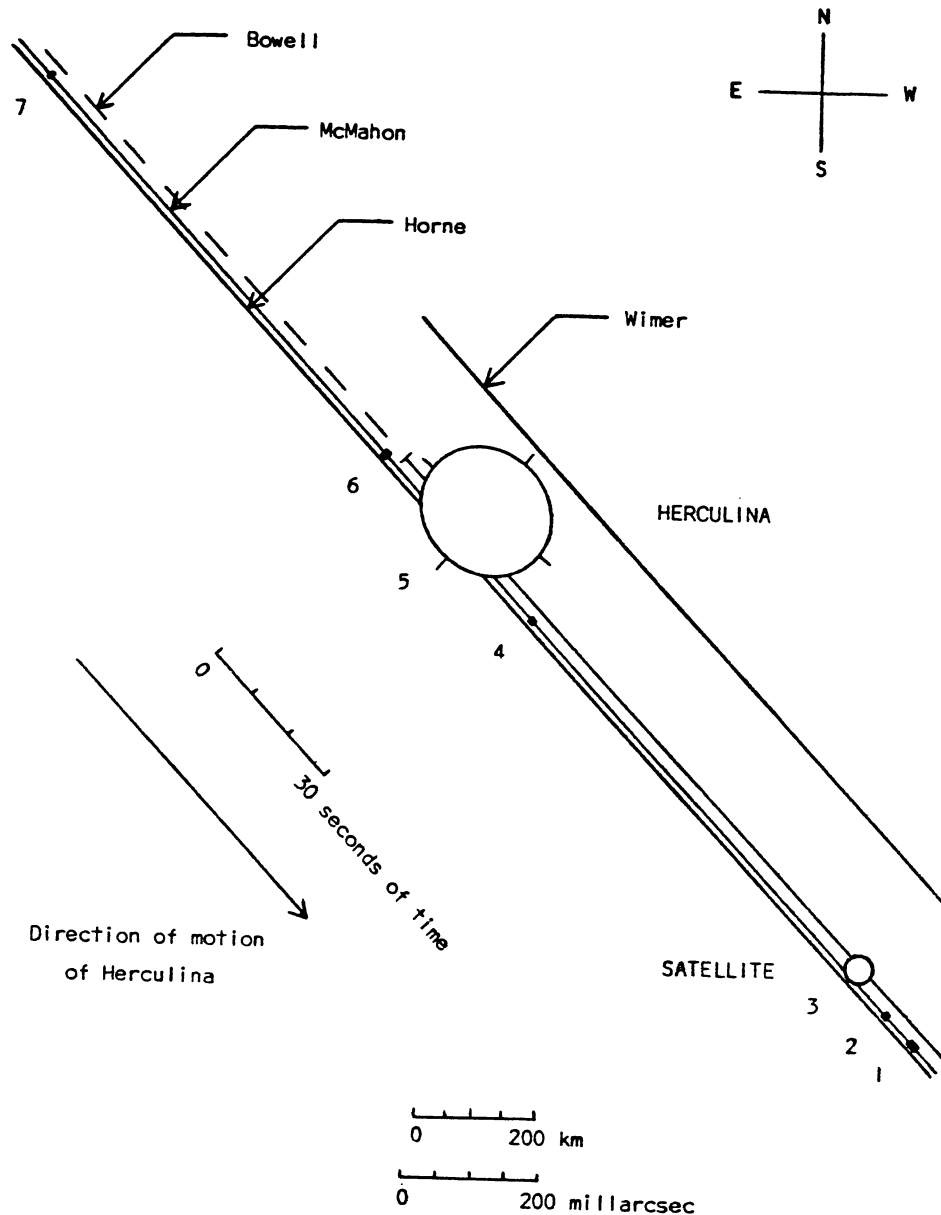 Bowell
N
E
W
S
7
McMahon
Horne
Wimer
6
HERCULINA
5
4
0
30 seconds of time
Direction of motion
of Herculina
SATELLITE
3
2
1
0
200 km
0
200 millarcsec